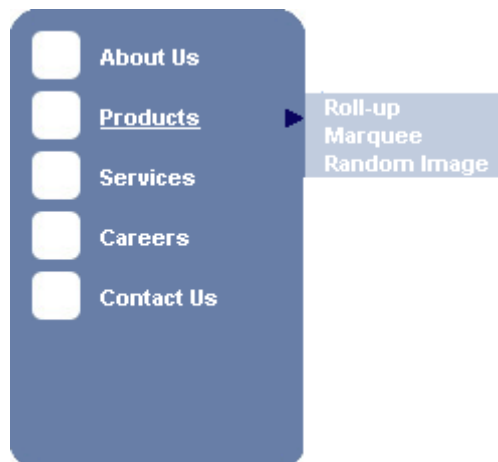 About Us
Products
Roll-up
Marquee
Random Image
Services
Careers
Contact Us